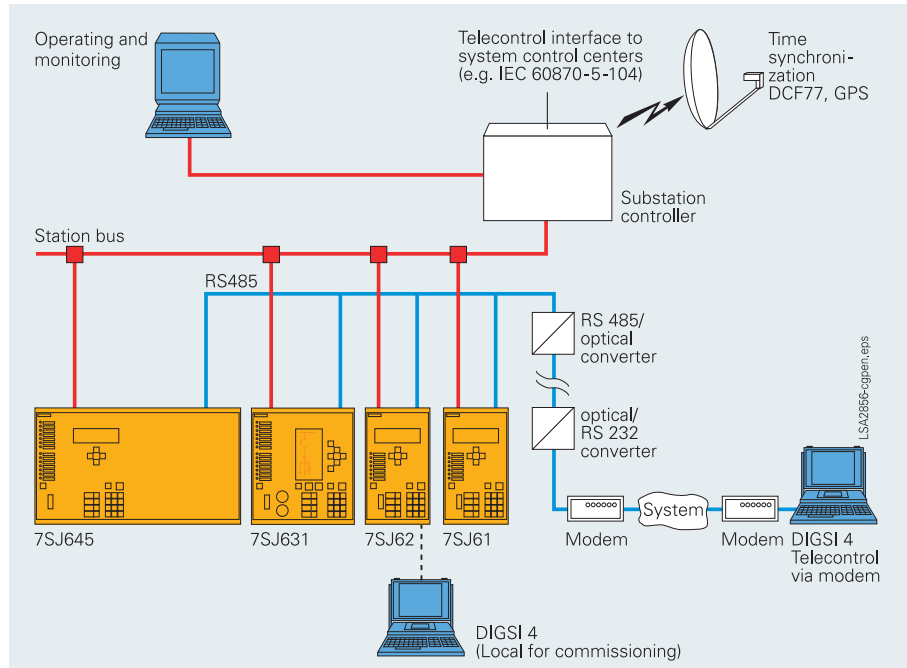 Operating and
monitoring
Telecontrol interface to
system control centers
(e.g. IEC 60870-5-104)
Time
synchroni-
zation
DCF77, GPS
Substation
controller
Station bus
RS485
RS 485/
optical
converter
optical/
RS 232
converter
LSA2856-cgpen.eps
7SJ645
7SJ631
7SJ62
7SJ61
Modem
System
Modem
DIGSI 4
Telecontrol
via modem
DIGSI 4
(Local for commissioning)